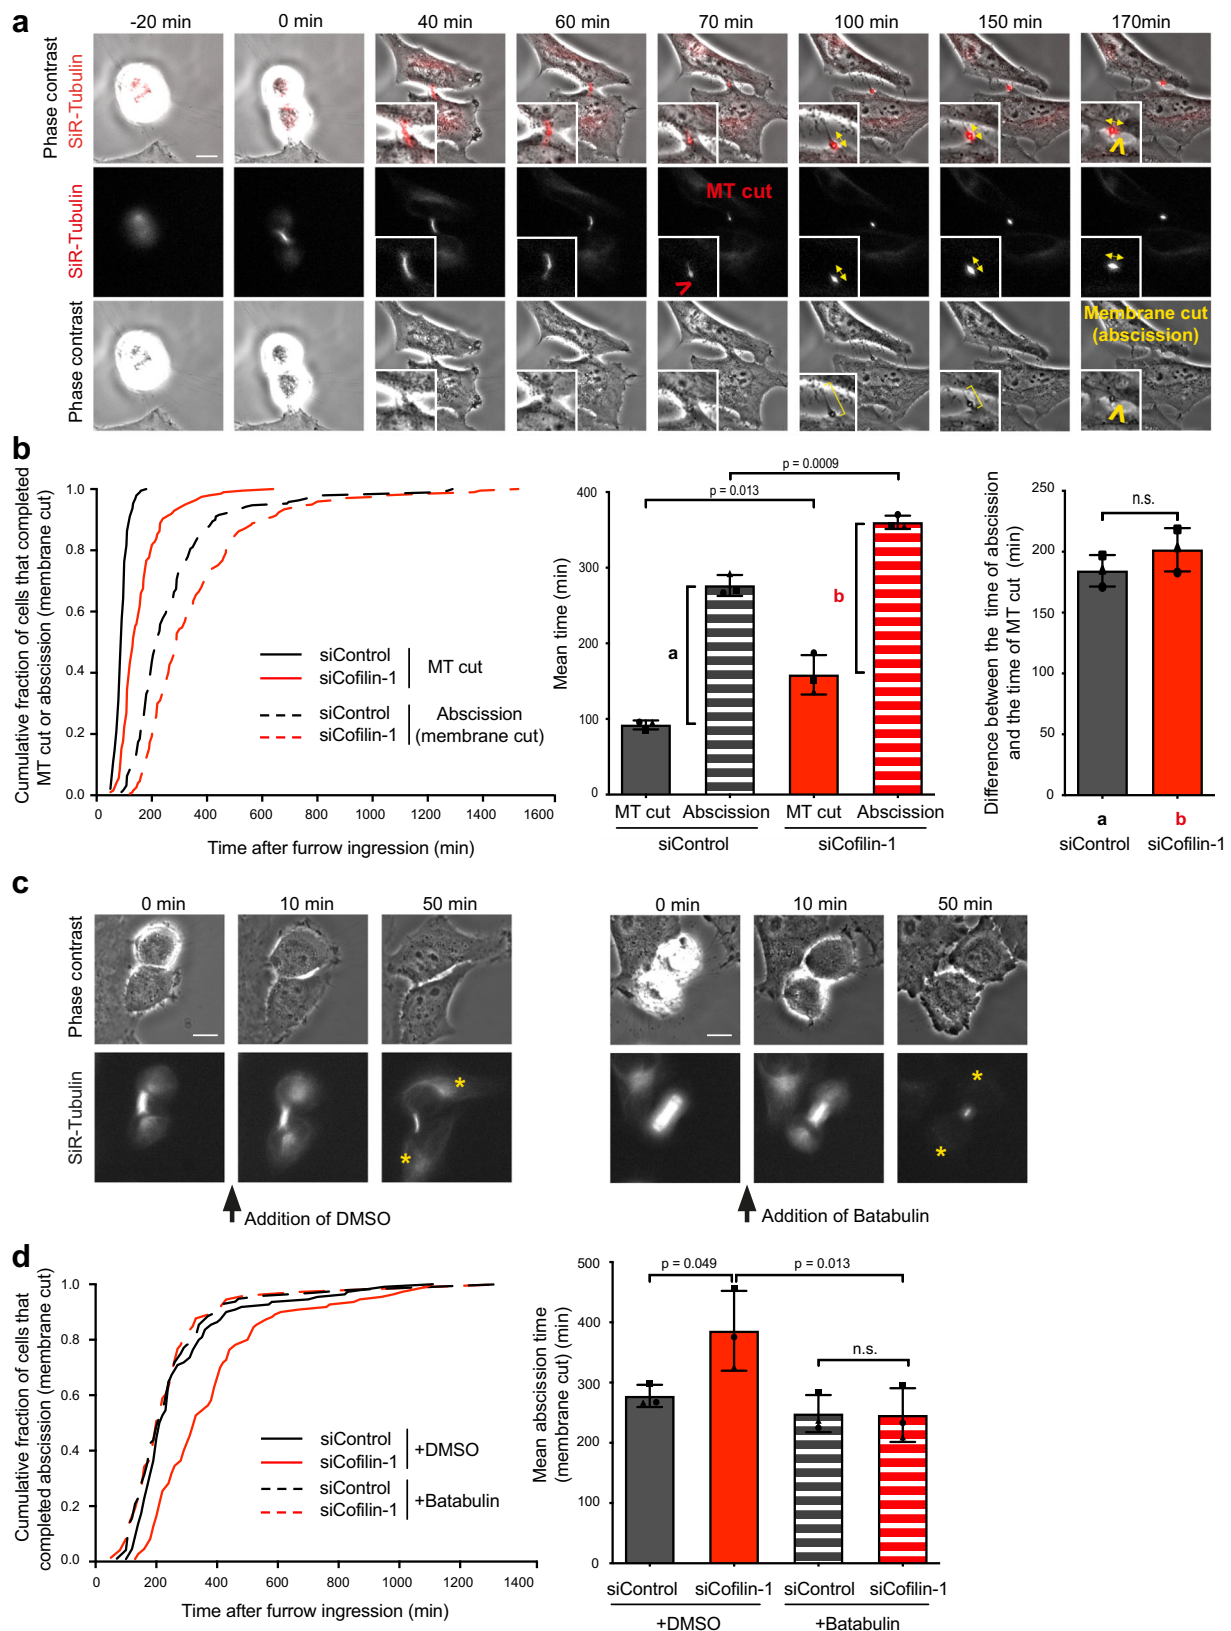 a
-20 min
0 min
40 min
60 min
70 min
100 min
150 min
170min
Phase contrast
SiR-Tubulin
SiR-Tubulin
MT cut
Phase contrast
Membrane cut
(abscission)
b
Cumulative fraction of cells that completed
MT cut or abscission (membrane cut)
1.0
0.8
0.6
0.4
0.2
0.0
0
200
400
600
800
1000
1200
1400
1600
Time after furrow ingression (min)
siControl
siCofilin-1
MT cut
siControl
siCofilin-1
Abscission
(membrane cut)
Mean time (min)
400
300
200
100
0
p = 0.0009
p = 0.013
a
b
MT cut
Abscission
MT cut
Abscission
siControl
siCofilin-1
Difference between the time of abscission
and the time of MT cut (min)
250
200
150
100
50
0
n.s.
a
b
siControl
siCofilin-1
c
0 min
10 min
50 min
0 min
10 min
50 min
Phase contrast
SiR-Tubulin
*
*
*
*
Addition of DMSO
Addition of Batabulin
d
Cumulative fraction of cells that
completed abscission (membrane cut)
1.0
0.8
0.6
0.4
0.2
0.0
0
200
400
600
800
1000
1200
1400
Time after furrow ingression (min)
siControl
siCofilin-1
+DMSO
siControl
siCofilin-1
+Batabulin
Mean abscission time
(membrane cut) (min)
500
400
300
200
100
0
p = 0.049
p = 0.013
n.s.
siControl
siCofilin-1
siControl
siCofilin-1
+DMSO
+Batabulin